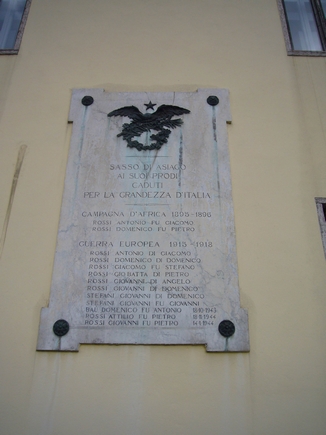 SASSO DI ASIAGO
AI SUOI PRODI
CADUTI
PER LA GRANDEZZA D'ITALIA
CAMPAGNA D'AFRICA 1895-1896
ROSSI ANTONIO FU GIACOMO
ROSSI DOMENICO FU PIETRO
GUERRA EUROPEA 1915-1918
ROSSI ANTONIO DI GIACOMO
ROSSI DOMENICO DI DOMENICO
ROSSI GIACOMO FU STEFANO
ROSSI GIOBATTA DI PIETRO
ROSSI GIOVANNI DI ANGELO
ROSSI GIOVANNI DI DOMENICO
STEFANI GIOVANNI DI DOMENICO
STEFANI GIOVANNI FU GIOVANNI
DOMENICO FU ANTONIO 1943
ROSSI ATTILIO FU PIETRO 1944
ROSSI GIOVANNI FU PIETRO 1944